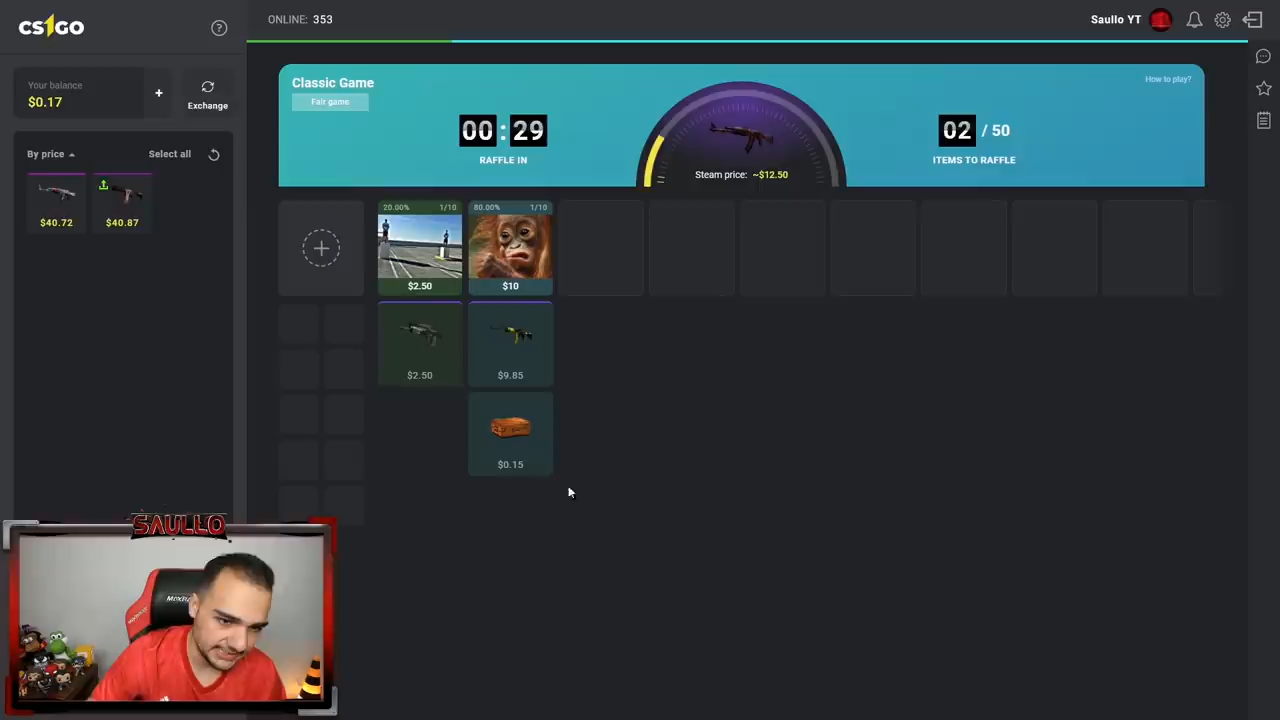 CS1GO
ONLINE: 353
Saullo YT
Your balance
$0.17
+
Exchange
Classic Game
Fair game
How to play?
00:29
RAFFLE IN
Steam price: ~$12.50
02 / 50
ITEMS TO RAFFLE
By price
Select all
$40.72
$40.87
20.00% 1/10
$2.50
80.00% 1/10
$10
$2.50
$9.85
$0.15
SAULLO